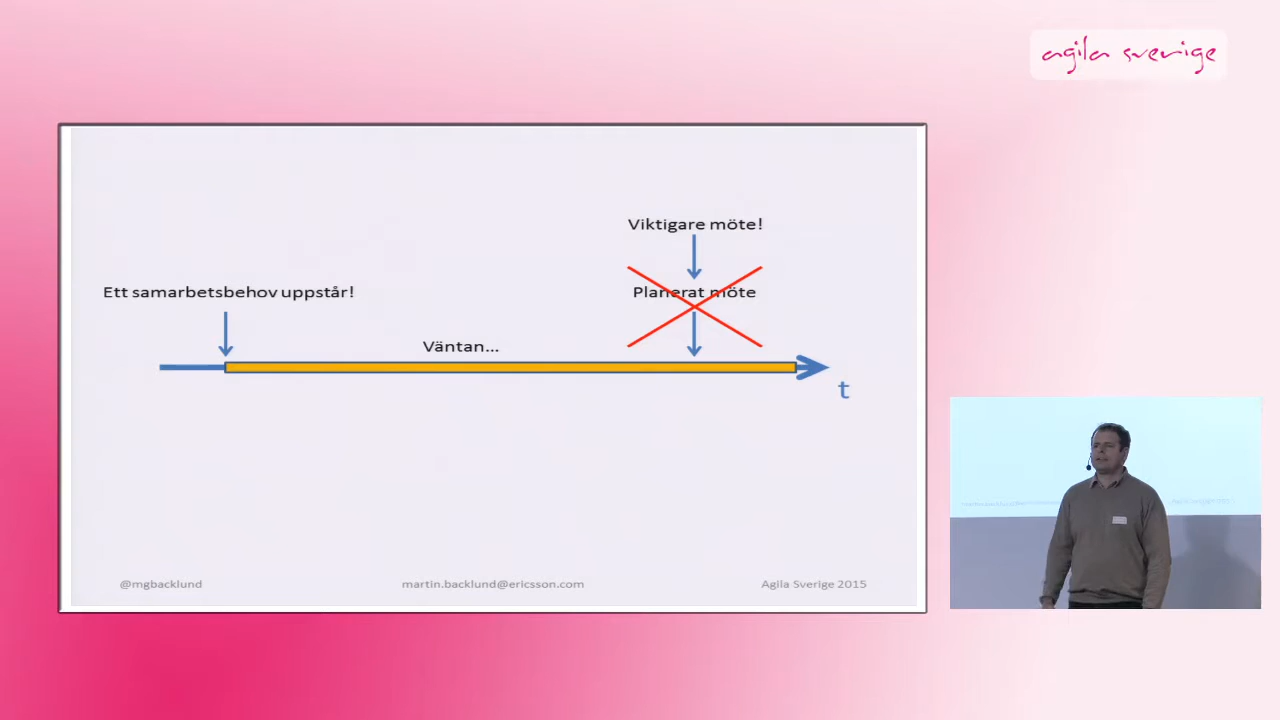 agila sverige
Viktigare möte!
Ett samarbetsbehov uppstår!
Planerat möte
Väntan...
t
@mgbacklund
martin.backlund@ericsson.com
Agila Sverige 2015